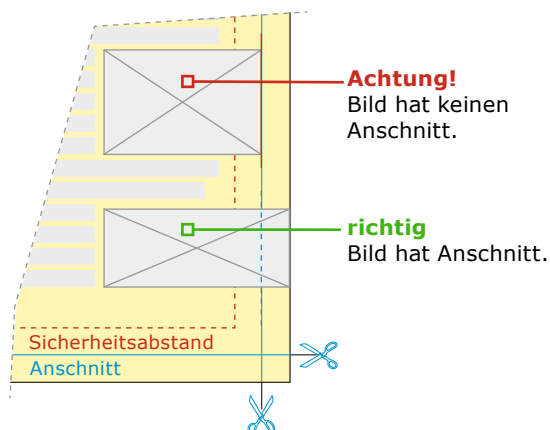 Achtung!
Bild hat keinen
Anschnitt.
richtig
Bild hat Anschnitt.
Sicherheitsabstand
Anschnitt